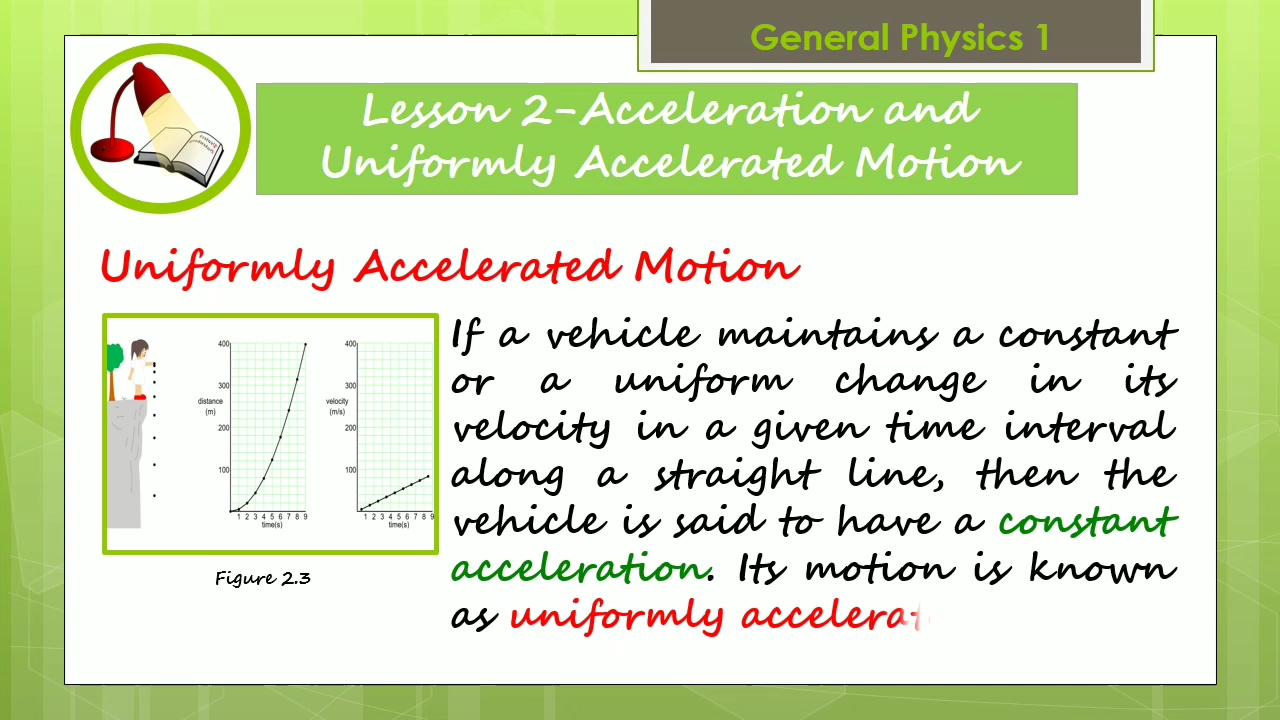 General Physics 1
Lesson 2-Acceleration and
Uniformly Accelerated Motion
Uniformly Accelerated Motion
400
300
distance
(m)
200
100
1 2 3 4 5 6 7 8 9
time(s)
400
300
velocity
(m/s)
200
100
1 2 3 4 5 6 7 8 9
time(s)
Figure 2.3
If a vehicle maintains a constant
or a uniform change in its
velocity in a given time interval
along a straight line, then the
vehicle is said to have a constant
acceleration. Its motion is known
as uniformly accelerat